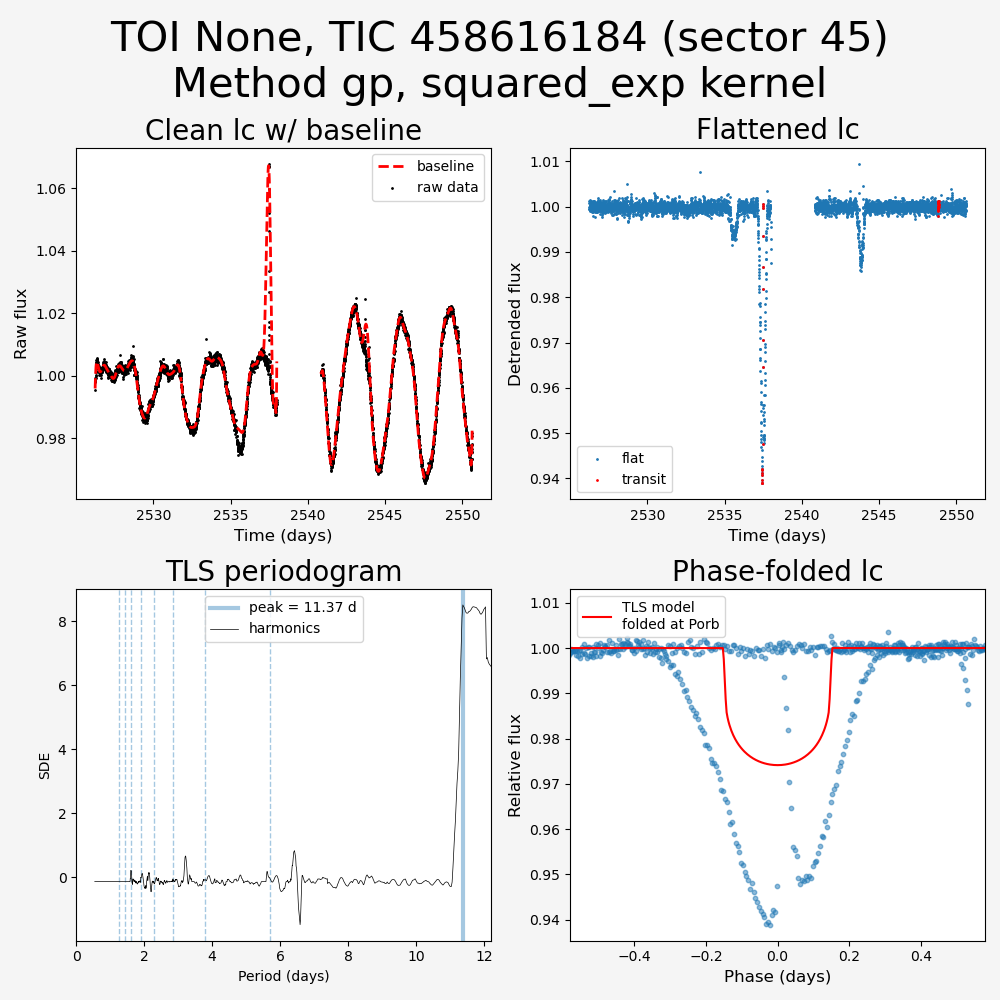 TOI None, TIC 458616184 (sector 45)
Method gp, squared_exp kernel
Clean lc w/ baseline
baseline
raw data
Raw flux
1.06
1.04
1.02
1.00
0.98
2530 2535 2540 2545 2550
Time (days)
Flattened lc
flat
transit
Detrended flux
1.01
1.00
0.99
0.98
0.97
0.96
0.95
0.94
2530 2535 2540 2545 2550
Time (days)
TLS periodogram
peak = 11.37 d
harmonics
SDE
8
6
4
2
0
0 2 4 6 8 10 12
Period (days)
Phase-folded lc
TLS model
folded at Porb
Relative flux
1.01
1.00
0.99
0.98
0.97
0.96
0.95
0.94
−0.4 −0.2 0.0 0.2 0.4
Phase (days)